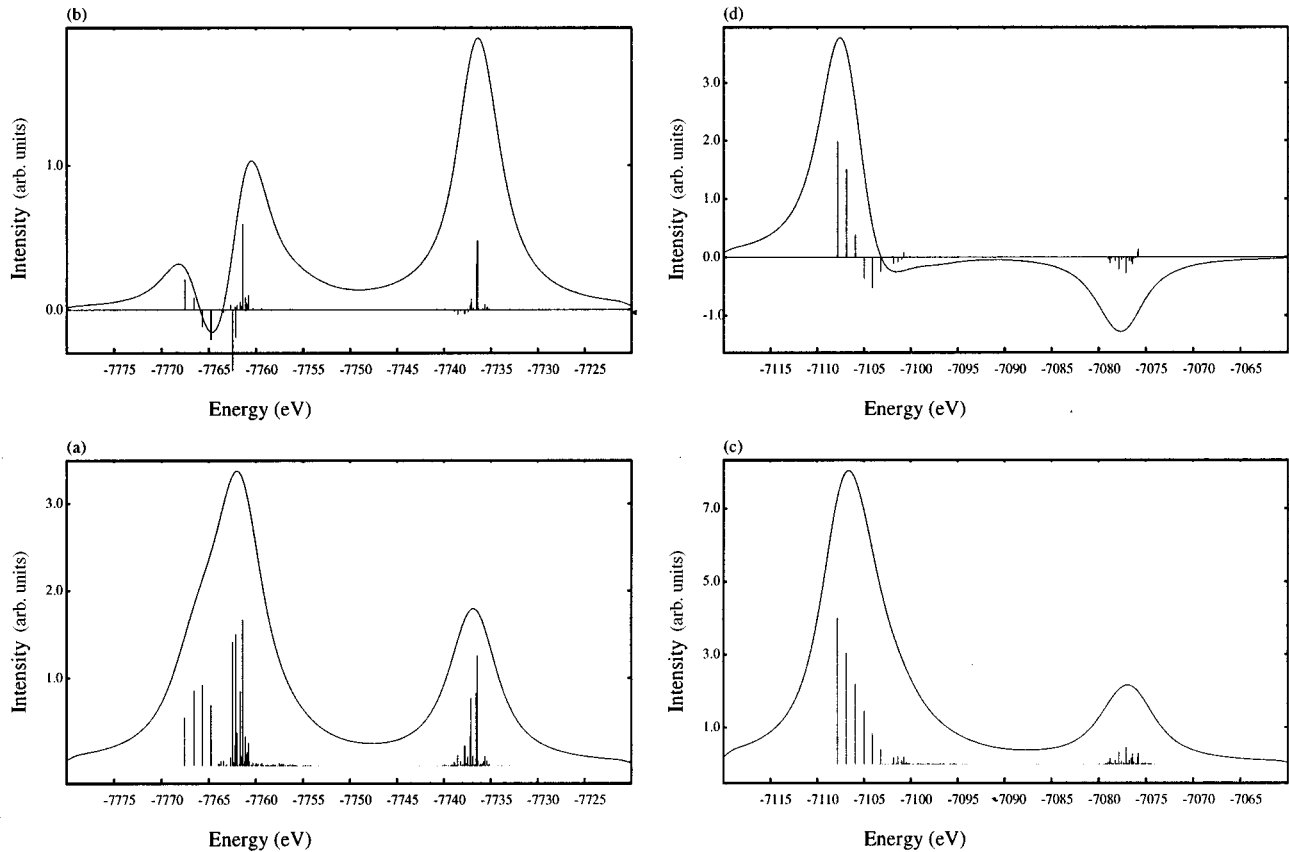 (b)
Intensity (arb. units)
1.0
0.0
-7775 -7770 -7765 -7760 -7755 -7750 -7745 -7740 -7735 -7730 -7725
Energy (eV)
(d)
Intensity (arb. units)
3.0
2.0
1.0
0.0
-1.0
-7115 -7110 -7105 -7100 -7095 -7090 -7085 -7080 -7075 -7070 -7065
Energy (eV)
(a)
Intensity (arb. units)
3.0
2.0
1.0
-7775 -7770 -7765 -7760 -7755 -7750 -7745 -7740 -7735 -7730 -7725
Energy (eV)
(c)
Intensity (arb. units)
7.0
5.0
3.0
1.0
-7115 -7110 -7105 -7100 -7095 -7090 -7085 -7080 -7075 -7070 -7065
Energy (eV)